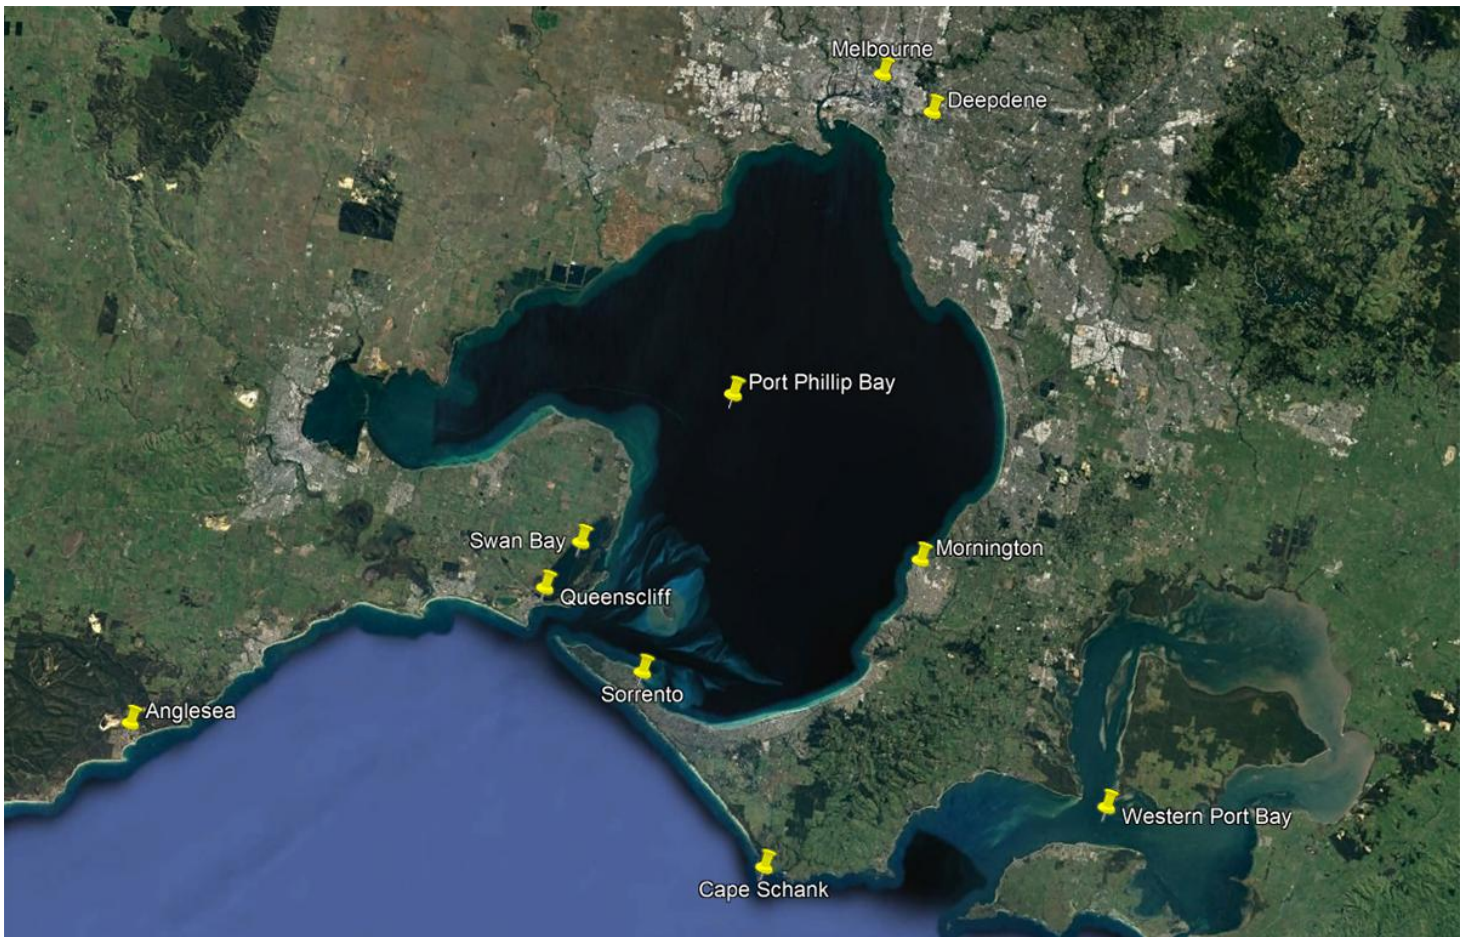 Melbourne
Deepdene
Port Phillip Bay
Swan Bay
Mornington
Queenscliff
Sorrento
Anglesea
Western Port Bay
Cape Schank